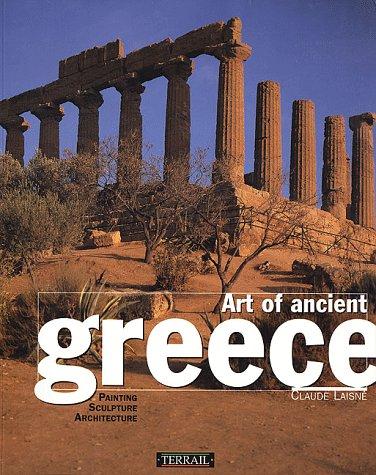 Art of ancient
greece
CLAUDE LAISNÉ
PAINTING
SCULPTURE
ARCHITECTURE
TERRAIL